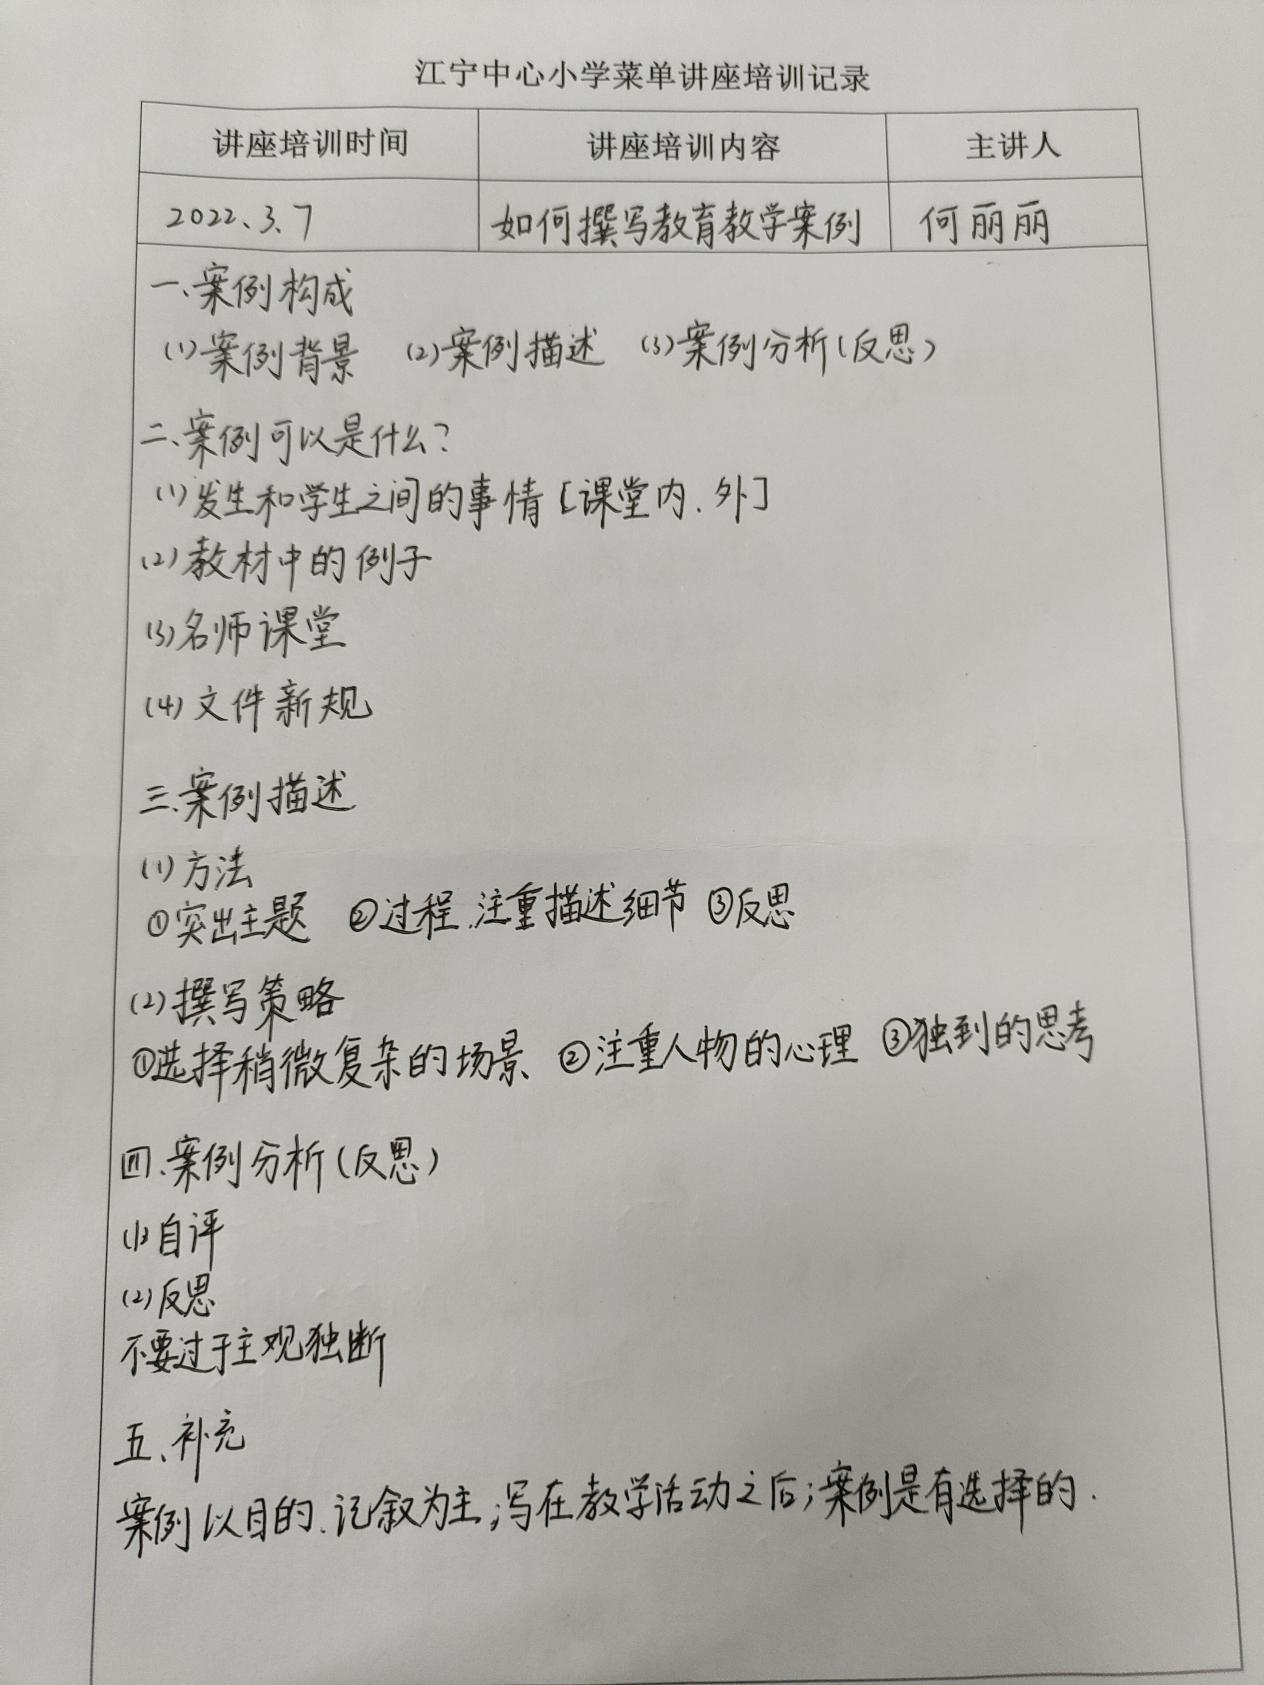 江宁中心小学菜单讲座培训记录
讲座培训时间 讲座培训内容 主讲人
2022.3.7 如何撰写教育教学案例 何丽丽
一、案例构成
(1)案例背景 (2)案例描述 (3)案例分析(反思)
二、案例可以是什么?
(1)发生和学生之间的事情[课堂内、外]
(2)教材中的例子
(3)名师课堂
(4)文件新规
三、案例描述
(1)方法
①突出主题 ②过程、注重描述细节 ③反思
(2)撰写策略
①选择稍微复杂的场景 ②注重人物的心理 ③独到的思考
四、案例分析(反思)
(1)自评
(2)反思
不要过于主观独断
五、补充
案例以目的、记叙为主;写在教学活动之后;案例是有选择的.